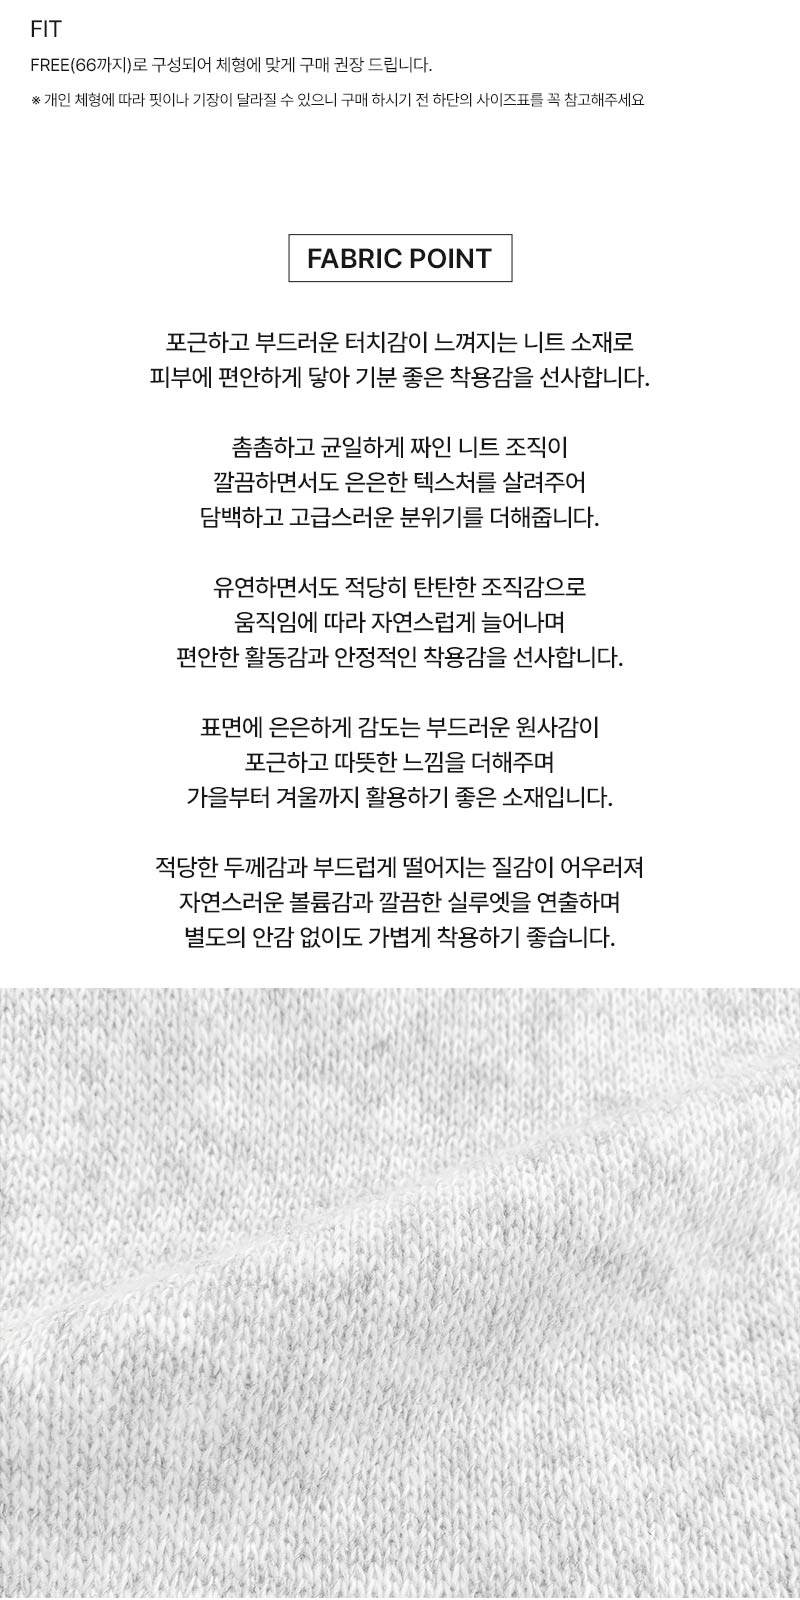 FIT
FREE(66까지)로 구성되어 체형에 맞게 구매 권장 드립니다.
※ 개인 체형에 따라 핏이나 기장이 달라질 수 있으니 구매 하시기 전 하단의 사이즈표를 꼭 참고해주세요
FABRIC POINT
포근하고 부드러운 터치감이 느껴지는 니트 소재로
피부에 편안하게 닿아 기분 좋은 착용감을 선사합니다.
촘촘하고 균일하게 짜인 니트 조직이
깔끔하면서도 은은한 텍스처를 살려주어
담백하고 고급스러운 분위기를 더해줍니다.
유연하면서도 적당히 탄탄한 조직감으로
움직임에 따라 자연스럽게 늘어나며
편안한 활동감과 안정적인 착용감을 선사합니다.
표면에 은은하게 감도는 부드러운 원사감이
포근하고 따뜻한 느낌을 더해주며
가을부터 겨울까지 활용하기 좋은 소재입니다.
적당한 두께감과 부드럽게 떨어지는 질감이 어우러져
자연스러운 볼륨감과 깔끔한 실루엣을 연출하며
별도의 안감 없이도 가볍게 착용하기 좋습니다.